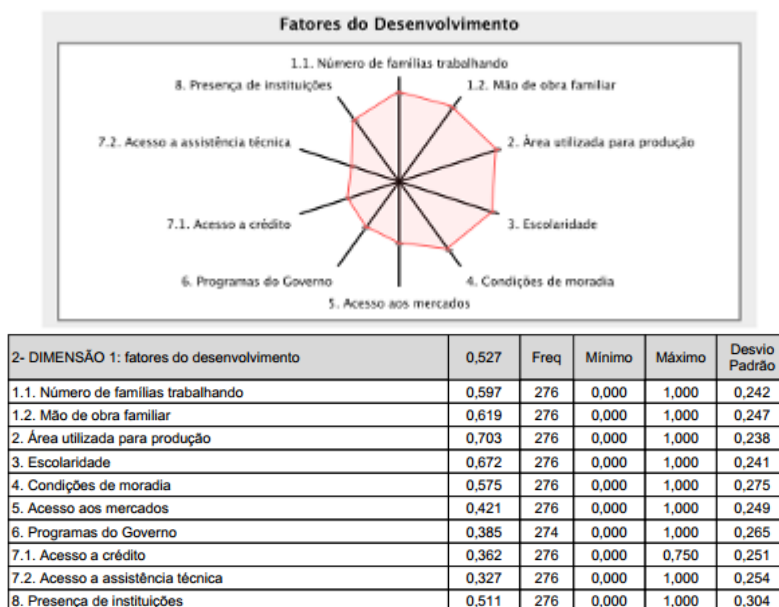 Fatores do Desenvolvimento
1.1. Número de famílias trabalhando
8. Presença de instituições
1.2. Mão de obra familiar
7.2. Acesso a assistência técnica
2. Àrea utilizada para produção
7.1. Acesso a crédito
3. Escolaridade
6. Programas do Governo
4. Condições de moradia
5. Acesso aos mercados
2- DIMENSÃO 1: fatores do desenvolvimento 0,527 Freq Mínimo Máximo Desvio Padrão
1.1. Número de famílias trabalhando 0,597 276 0,000 1,000 0,242
1.2. Mão de obra familiar 0,619 276 0,000 1,000 0,247
2. Área utilizada para produção 0,703 276 0,000 1,000 0,238
3. Escolaridade 0,672 276 0,000 1,000 0,241
4. Condições de moradia 0,575 276 0,000 1,000 0,275
5. Acesso aos mercados 0,421 276 0,000 1,000 0,249
6. Programas do Governo 0,385 274 0,000 1,000 0,265
7.1. Acesso a crédito 0,362 276 0,000 0,750 0,251
7.2. Acesso a assistência técnica 0,327 276 0,000 1,000 0,254
8. Presença de instituições 0,511 276 0,000 1,000 0,304